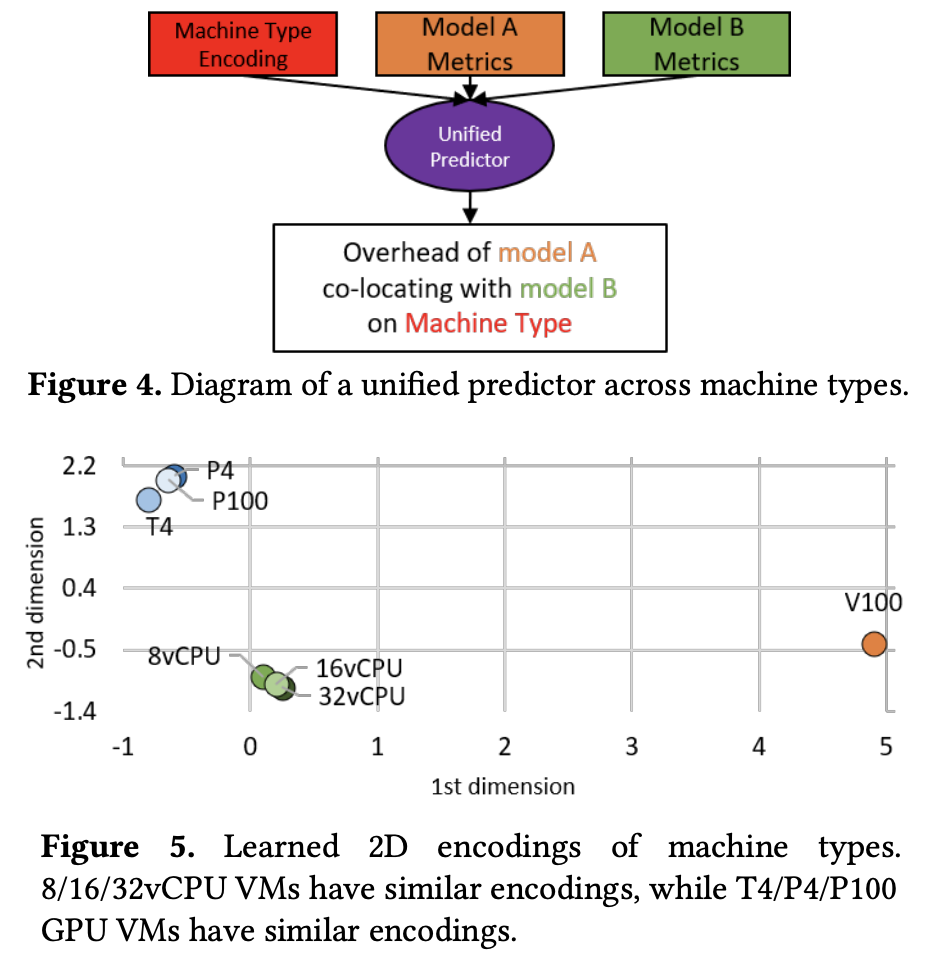 Machine Type
Encoding
Model A
Metrics
Model B
Metrics
Unified
Predictor
Overhead of model A
co-locating with model B
on Machine Type
Figure 4. Diagram of a unified predictor across machine types.
2.2
1.3
0.4
-0.5
-1.4
2nd dimension
P4
P100
T4
V100
8vCPU
16vCPU
32vCPU
-1 0 1 2 3 4 5
1st dimension
Figure 5. Learned 2D encodings of machine types.
8/16/32vCPU VMs have similar encodings, while T4/P4/P100
GPU VMs have similar encodings.